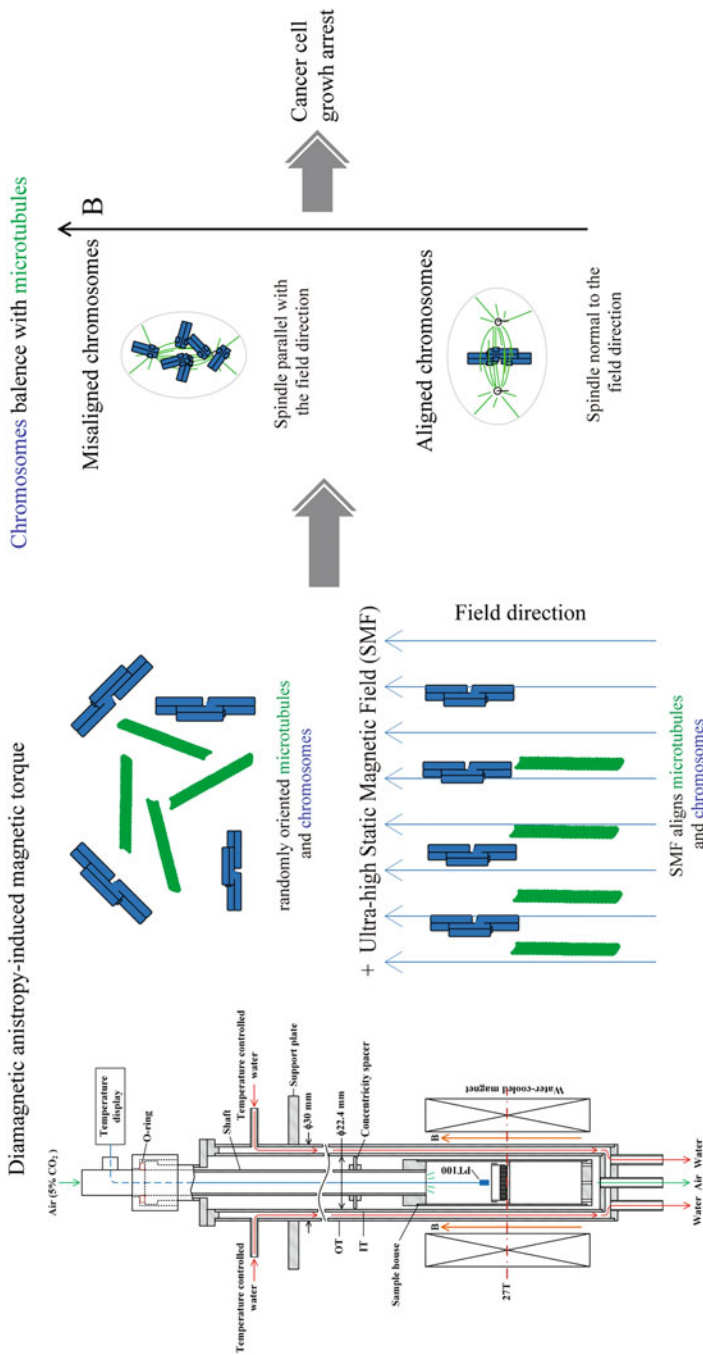 Diamagnetic anistropy-induced magnetic torque
Chromosomes balence with microtubules
Air (5% CO₂ )
Temperature
display
O-ring
Shaft
Temperature controlled
water
Temperature controlled
water
Support plate
ϕ30 mm
ϕ22.4 mm
OT
IT
Concentricity spacer
Sample house
PT100
B
B
27T
Water-cooled magnet
Water
Air
Water
randomly oriented microtubules
and chromosomes
+ Ultra-high Static Magnetic Field (SMF)
Field direction
SMF aligns microtubules
and chromosomes
Misaligned chromosomes
Spindle parallel with
the field direction
B
Aligned chromosomes
Spindle normal to the
field direction
Cancer cell
growh arrest